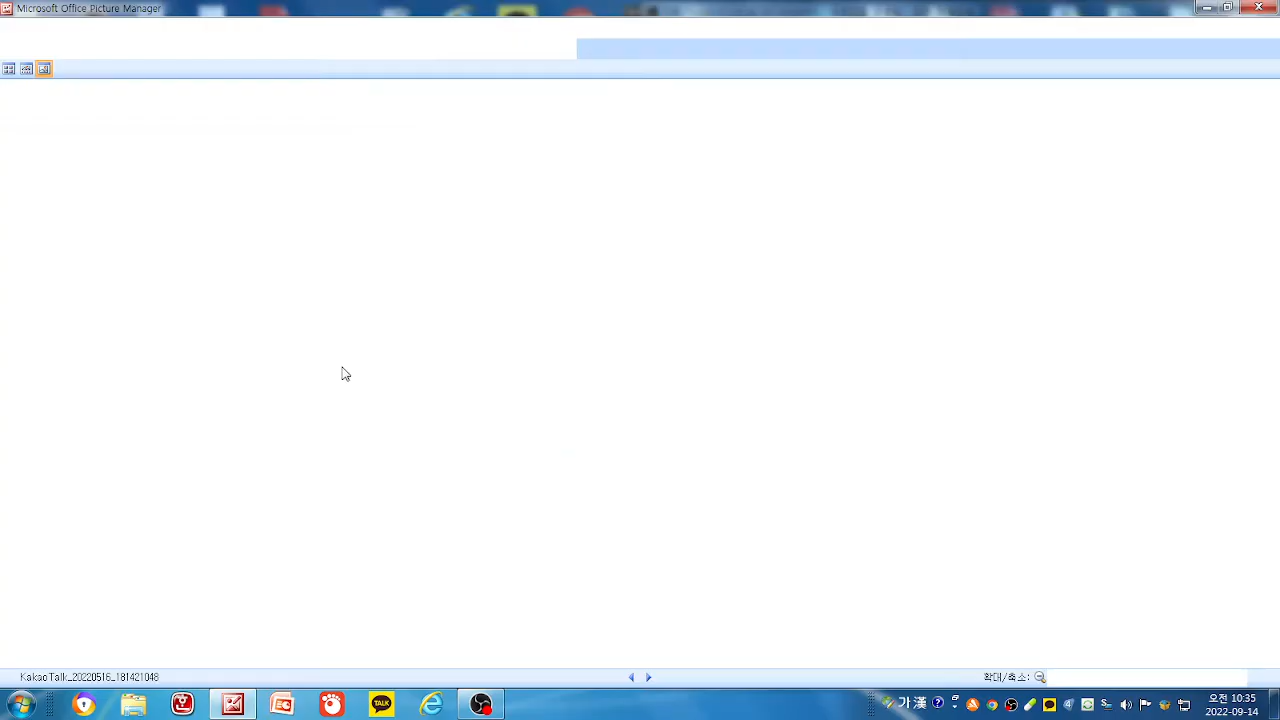 Microsoft Office Picture Manager
KakaoTalk_20220516_181421048
확대/축소:
TALK
가 漢
오전 10:35
2022-09-14